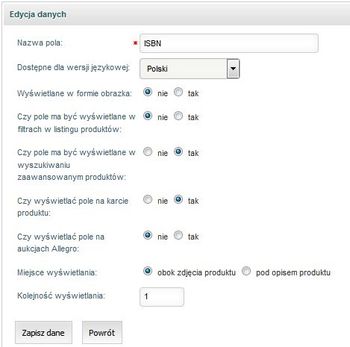 Edycja danych
Nazwa pola: ISBN
Dostępne dla wersji językowej: Polski
Wyświetlane w formie obrazka: nie tak
Czy pole ma być wyświetlane w nie tak
filtrach w listingu produktów:
Czy pole ma być wyświetlane w nie tak
wyszukiwaniu
zaawansowanym produktów:
Czy wyświetlać pole na karcie nie tak
produktu:
Czy wyświetlać pole na nie tak
aukcjach Allegro:
Miejsce wyświetlania: obok zdjęcia produktu pod opisem produktu
Kolejność wyświetlania: 1
Zapisz dane Powrót